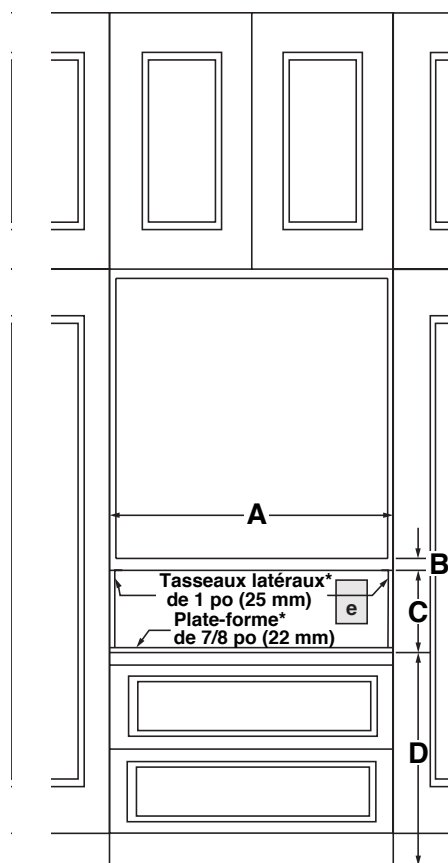 A
B
Tasseaux latéraux*
de 1 po (25 mm)
e
C
Plate-forme*
de 7/8 po (22 mm)
D